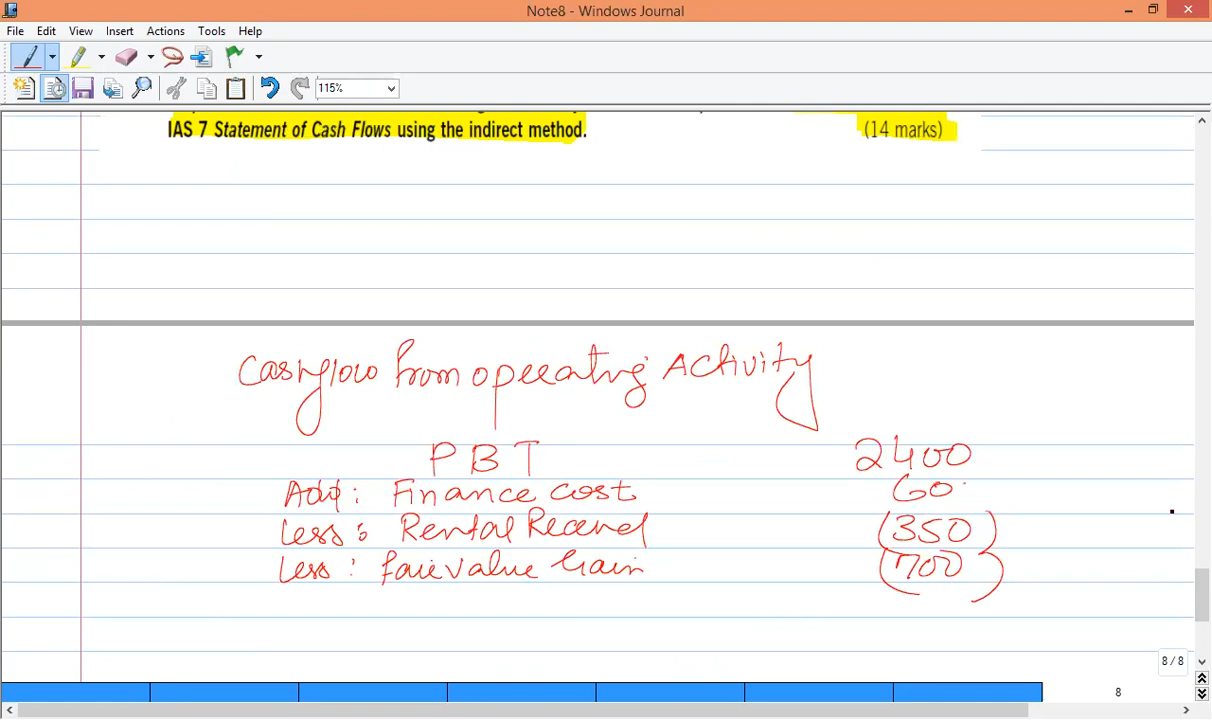 Note8 - Windows Journal
File Edit View Insert Actions Tools Help
115%
IAS 7 Statement of Cash Flows using the indirect method. (14 marks)
Cashflow from operating Activity
PBT 2400
Add: Finance cost 60
Less: Rental Received (350)
Less: fair value Gain (700)
8 / 8
8